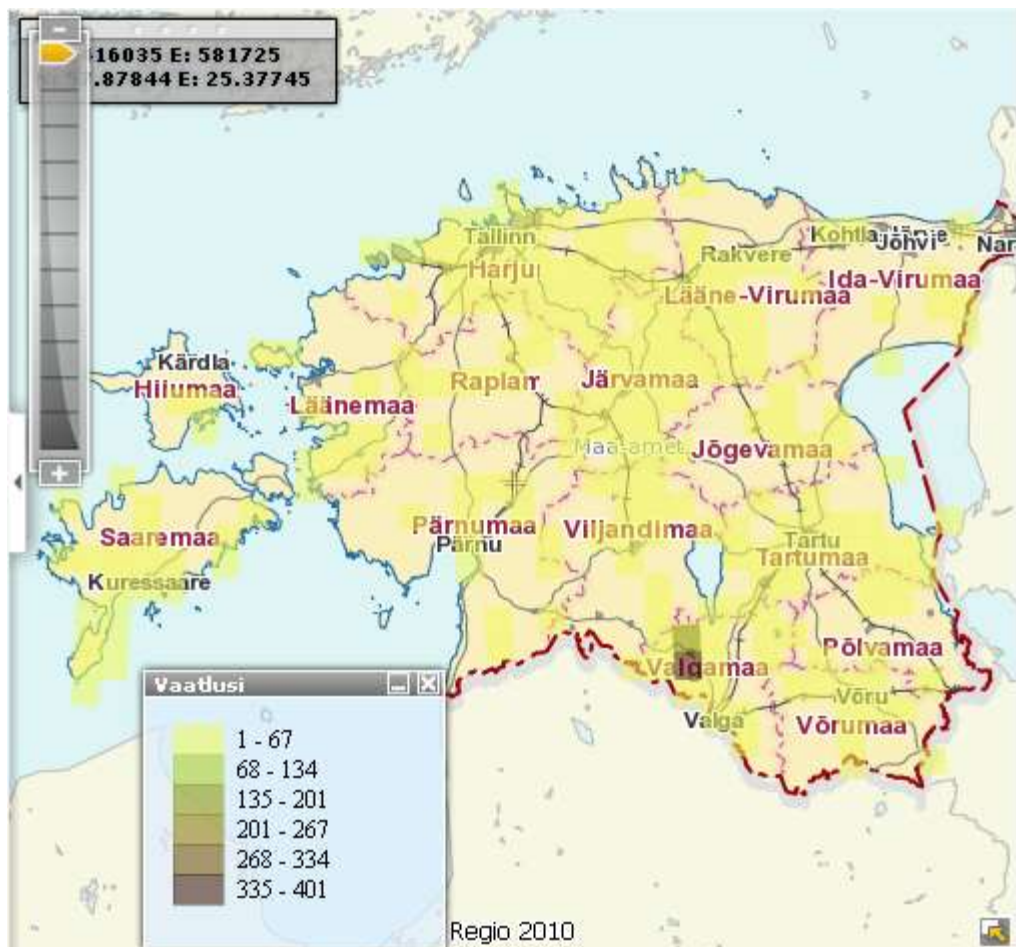 16035 E: 581725
.87844 E: 25.37745
Tallinn
Harju
Rakvere
Kohtla-Järve
Jõhvi
Nar
Lääne-Virumaa
Ida-Virumaa
Kärdla
Hiiumaa
Läänemaa
Raplam
Järvamaa
Maa-amet
Jõgevamaa
Saaremaa
Kuressaare
Pärnumaa
Pärnu
Viljandimaa
Tartu
Tartumaa
Valgamaa
Põlvamaa
Valga
Võru
Võrumaa
Vaatlusi
1 - 67
68 - 134
135 - 201
201 - 267
268 - 334
335 - 401
Regio 2010